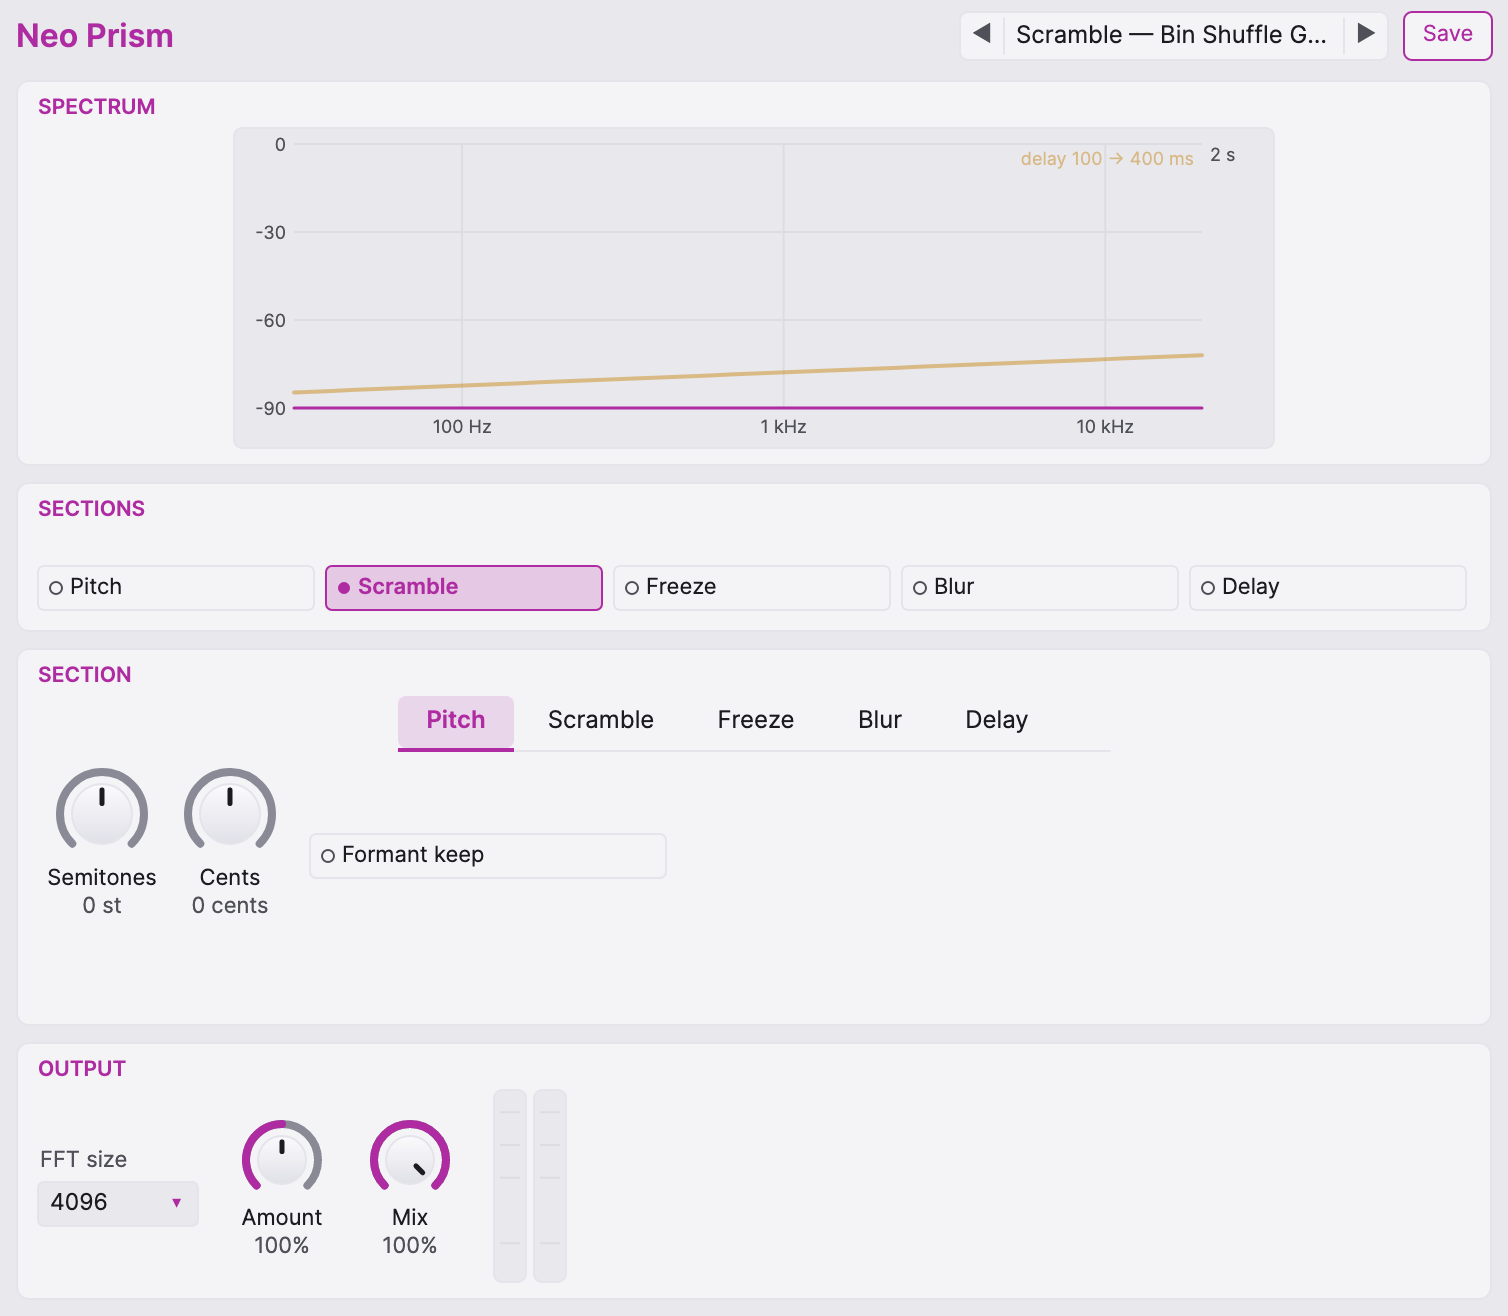 Neo Prism
Scramble — Bin Shuffle G...
Save
SPECTRUM
0
delay 100 → 400 ms
2 s
-30
-60
-90
100 Hz
1 kHz
10 kHz
SECTIONS
Pitch
Scramble
Freeze
Blur
Delay
SECTION
Pitch
Scramble
Freeze
Blur
Delay
Semitones
0 st
Cents
0 cents
Formant keep
OUTPUT
FFT size
4096
Amount
100%
Mix
100%